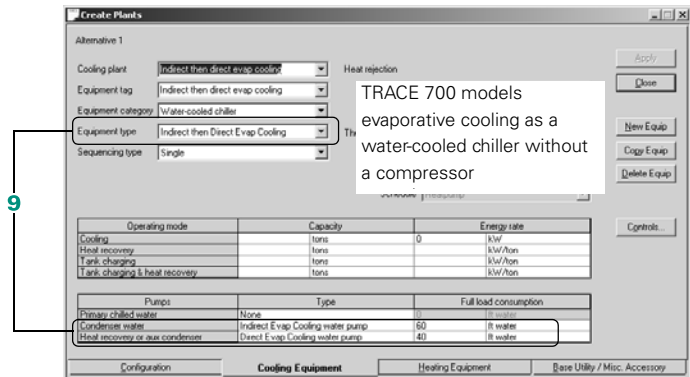 Create Plants
Alternative 1
Cooling plant Indirect then direct evap cooling Heat rejection
Equipment tag Indirect then direct evap cooling
Equipment category Water-cooled chiller
Equipment type Indirect then Direct Evap Cooling
Sequencing type Single
TRACE 700 models
evaporative cooling as a
water-cooled chiller without
a compressor
Apply
Close
New Equip
Copy Equip
Delete Equip
Controls...
9
Operating mode Capacity Energy rate
Cooling tons 0 kW
Heat recovery tons kW/ton
Tank charging tons kW/ton
Tank charging & heat recovery tons kW/ton
Pumps Type Full load consumption
Primary chilled water None 0 ft water
Condenser water Indirect Evap Cooling water pump 60 ft water
Heat recovery or aux condenser Direct Evap Cooling water pump 40 ft water
Configuration Cooling Equipment Heating Equipment Base Utility / Misc. Accessory